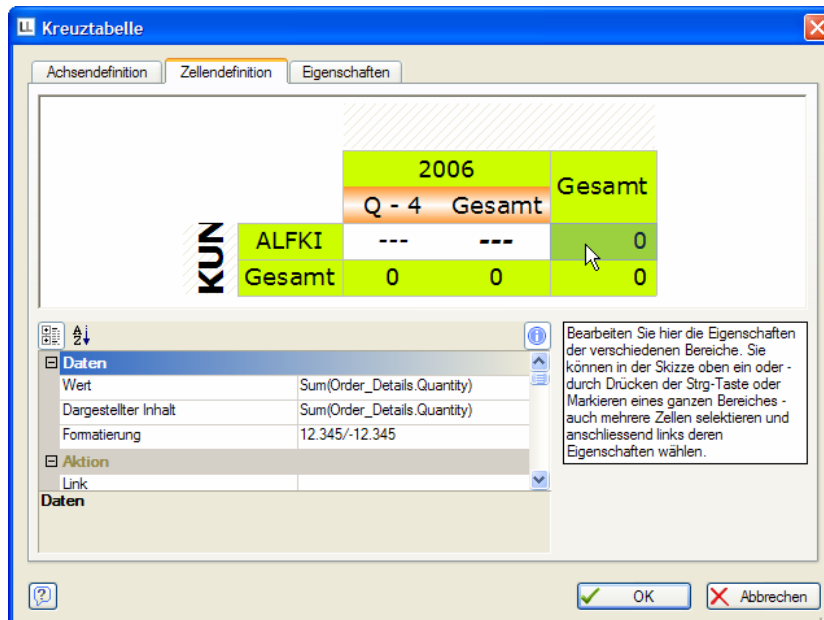 LL Kreuztabelle
Achsendefinition Zellendefinition Eigenschaften
2006 Gesamt
Q - 4 Gesamt
KUN
ALFKI --- --- 0
Gesamt 0 0 0
A Z
Daten
Wert Sum(Order_Details.Quantity)
Dargestellter Inhalt Sum(Order_Details.Quantity)
Formatierung 12.345/-12.345
Aktion
Link
Daten
Bearbeiten Sie hier die Eigenschaften
der verschiedenen Bereiche. Sie
können in der Skizze oben ein oder -
durch Drücken der Strg-Taste oder
Markieren eines ganzen Bereiches -
auch mehrere Zellen selektieren und
anschliessend links deren
Eigenschaften wählen.
? OK Abbrechen